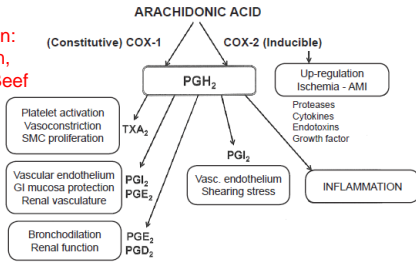 ARACHIDONIC ACID
(Constitutive) COX-1
COX-2 (Inducible)
n:
n,
Beef
PGH2
Up-regulation
Ischemia - AMI
Proteases
Cytokines
Endotoxins
Growth factor
Platelet activation
Vasoconstriction
SMC proliferation
TXA2
Vascular endothelium
GI mucosa protection
Renal vasculature
PGI2
PGE2
PGI2
Vasc. endothelium
Shearing stress
INFLAMMATION
Bronchodilation
Renal function
PGE2
PGD2